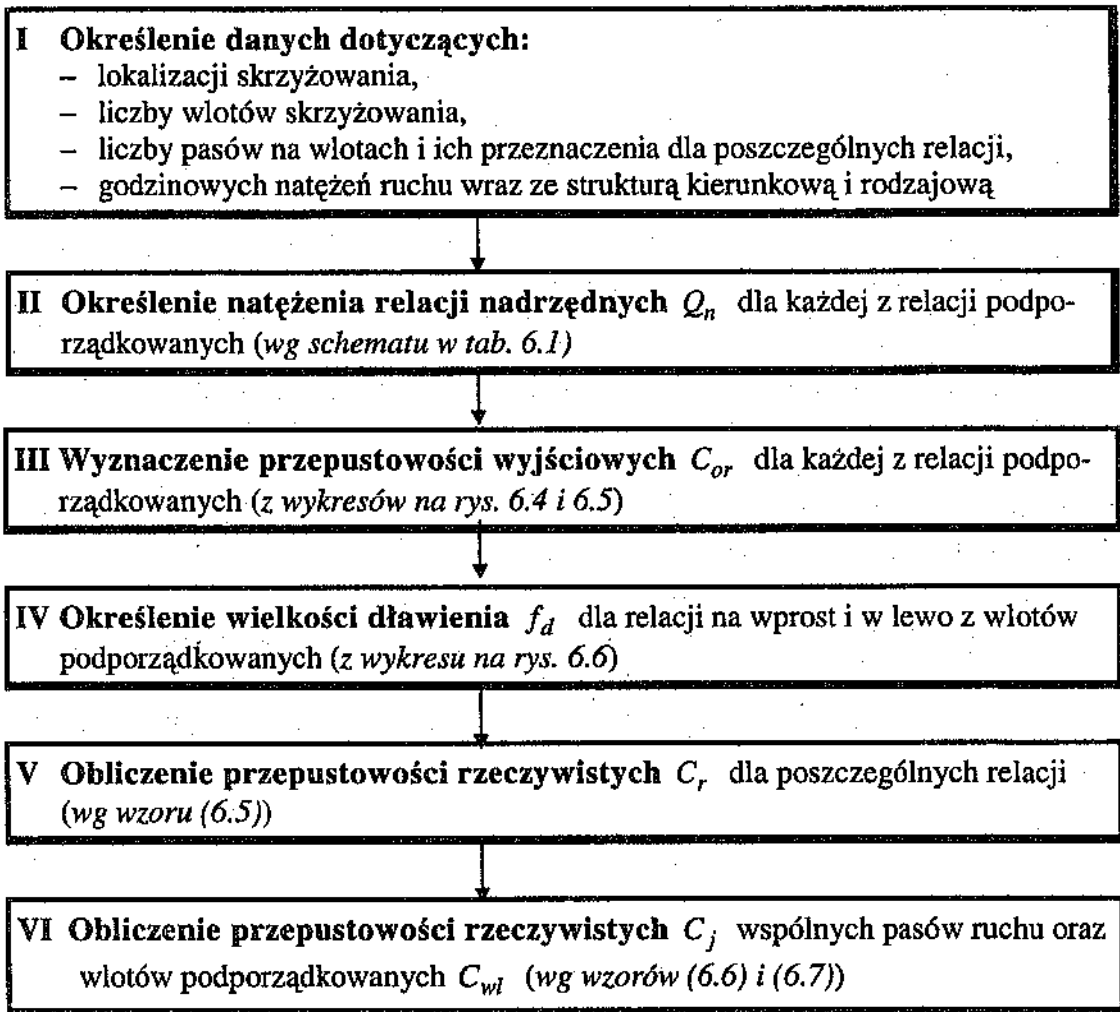 I Określenie danych dotyczących:
– lokalizacji skrzyżowania,
– liczby wlotów skrzyżowania,
– liczby pasów na wlotach i ich przeznaczenia dla poszczególnych relacji,
– godzinowych natężeń ruchu wraz ze strukturą kierunkową i rodzajową
II Określenie natężenia relacji nadrzędnych Qn dla każdej z relacji podpo-
rządkowanych (wg schematu w tab. 6.1)
III Wyznaczenie przepustowości wyjściowych Cor dla każdej z relacji podpo-
rządkowanych (z wykresów na rys. 6.4 i 6.5)
IV Określenie wielkości dławienia fd dla relacji na wprost i w lewo z wlotów
podporządkowanych (z wykresu na rys. 6.6)
V Obliczenie przepustowości rzeczywistych Cr dla poszczególnych relacji
(wg wzoru (6.5))
VI Obliczenie przepustowości rzeczywistych Cj wspólnych pasów ruchu oraz
wlotów podporządkowanych Cwl (wg wzorów (6.6) i (6.7))